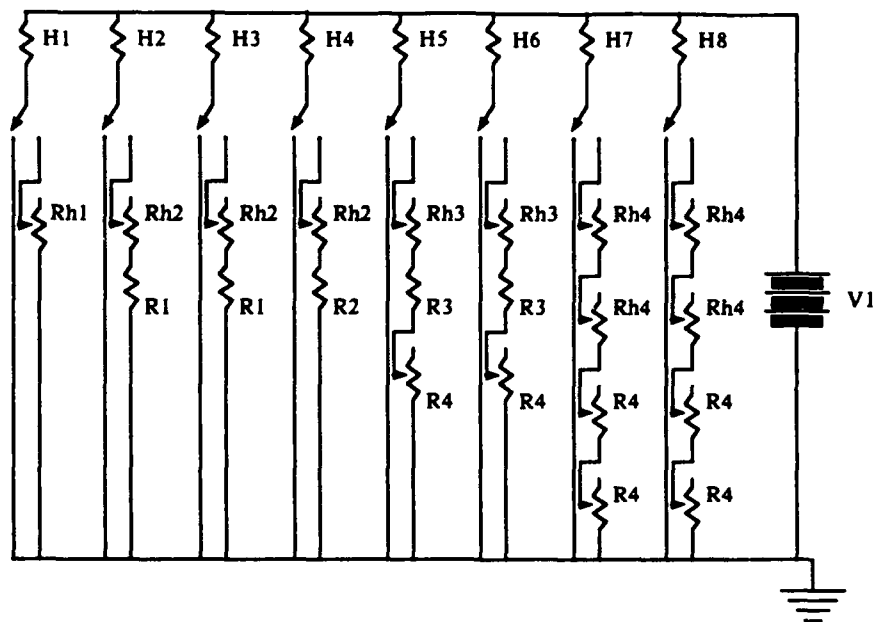 H1 H2 H3 H4 H5 H6 H7 H8
Rh1 Rh2 Rh2 Rh2 Rh3 Rh3 Rh4 Rh4
R1 R1 R2 R3 R3 Rh4 Rh4 V1
R4 R4 R4 R4
R4 R4